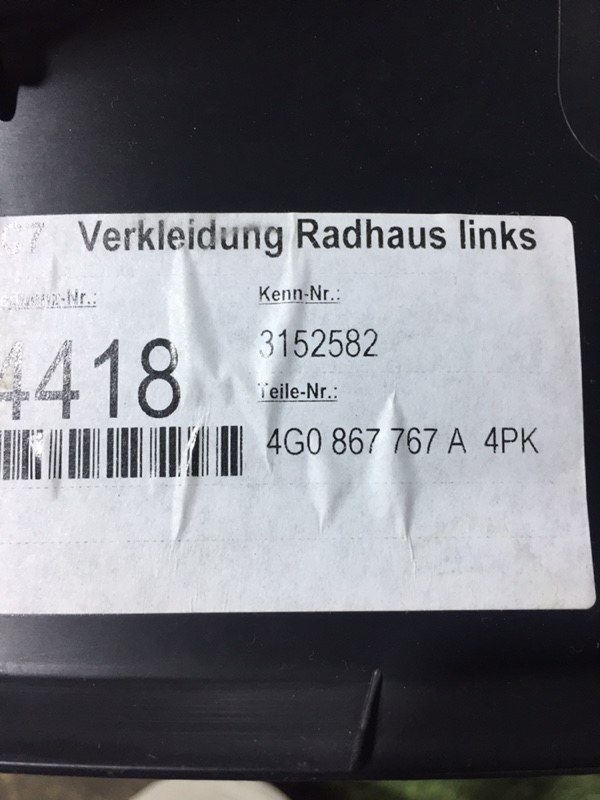 Verkleidung Radhaus links
Kenn-Nr.:
3152582
4418
Teile-Nr.:
4G0 867 767 A 4PK